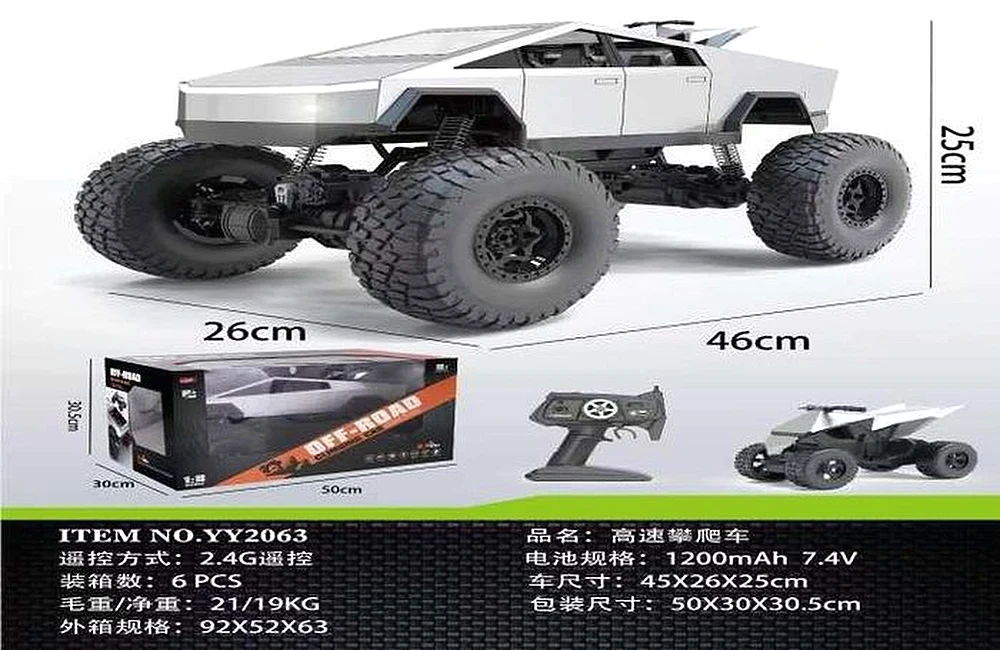 25cm
26cm
46cm
OFF-ROAD
30.5cm
OFF-ROAD
30cm
50cm
ITEM NO.YY2063
遥控方式：2.4G遥控
装箱数：6 PCS
毛重/净重：21/19KG
外箱规格：92X52X63
品名：高速攀爬车
电池规格：1200mAh 7.4V
车尺寸：45X26X25cm
包装尺寸：50X30X30.5cm